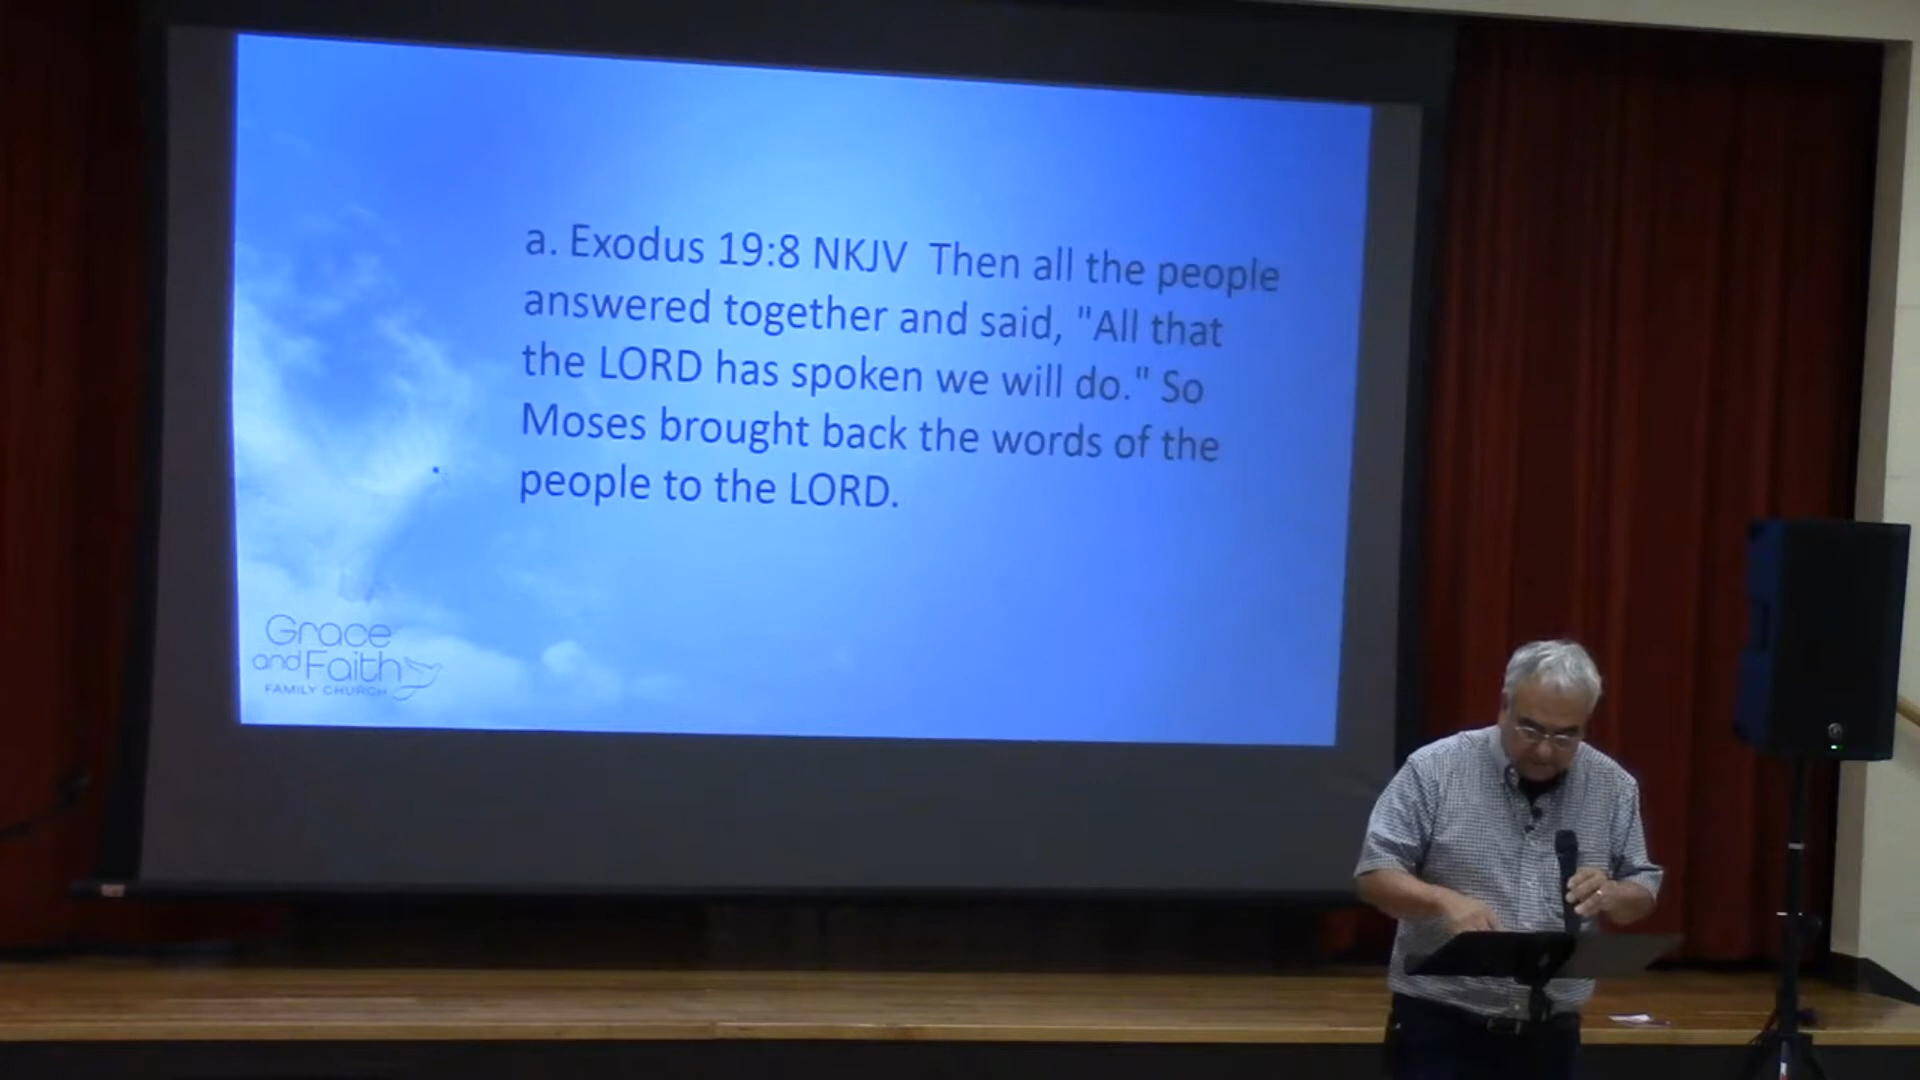 a. Exodus 19:8 NKJV  Then all the people
answered together and said, "All that
the LORD has spoken we will do." So
Moses brought back the words of the
people to the LORD.
Grace
and Faith
FAMILY CHURCH